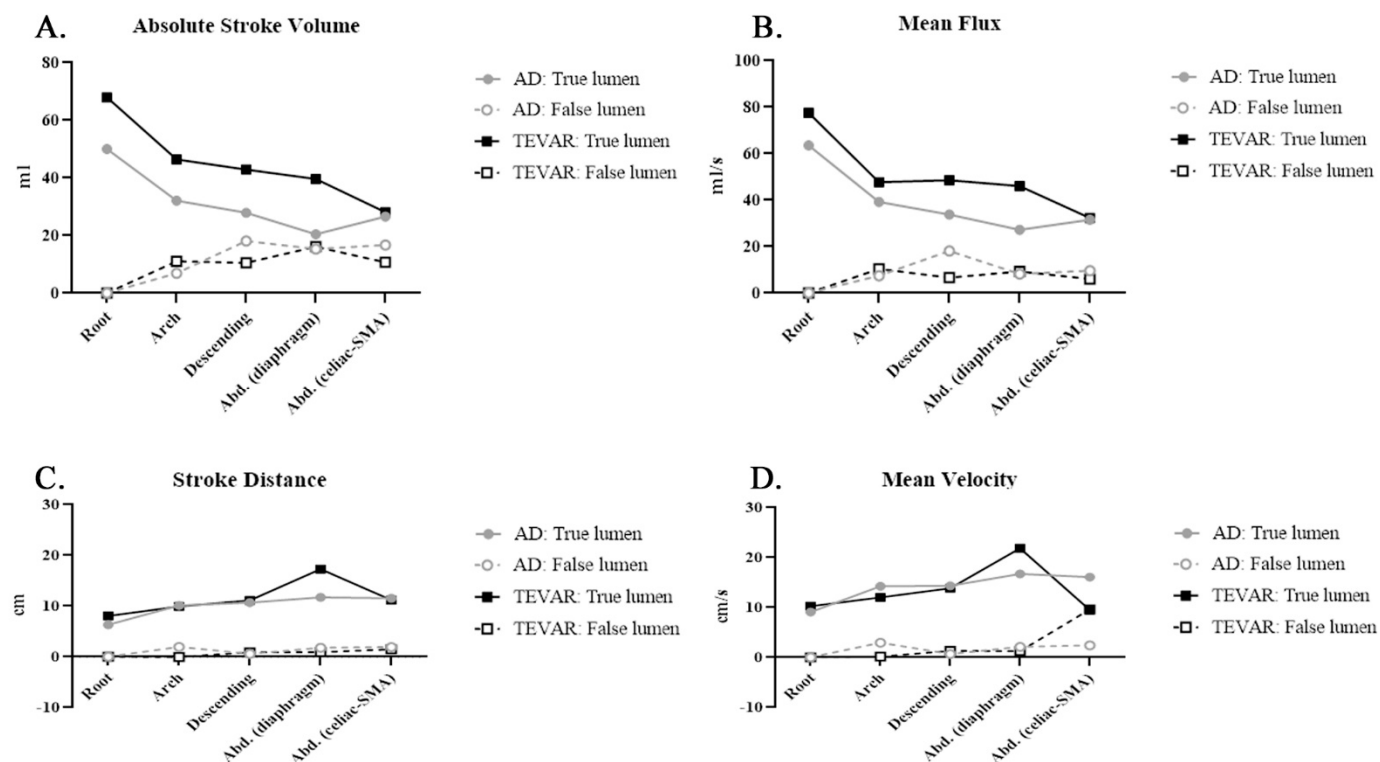 A.
Absolute Stroke Volume
80
60
40
20
0
ml
Root
Arch
Descending
Abd. (diaphragm)
Abd. (celiac-SMA)
AD: True lumen
AD: False lumen
TEVAR: True lumen
TEVAR: False lumen
B.
Mean Flux
100
80
60
40
20
0
ml/s
Root
Arch
Descending
Abd. (diaphragm)
Abd. (celiac-SMA)
AD: True lumen
AD: False lumen
TEVAR: True lumen
TEVAR: False lumen
C.
Stroke Distance
30
20
10
0
-10
cm
Root
Arch
Descending
Abd. (diaphragm)
Abd. (celiac-SMA)
AD: True lumen
AD: False lumen
TEVAR: True lumen
TEVAR: False lumen
D.
Mean Velocity
30
20
10
0
-10
cm/s
Root
Arch
Descending
Abd. (diaphragm)
Abd. (celiac-SMA)
AD: True lumen
AD: False lumen
TEVAR: True lumen
TEVAR: False lumen